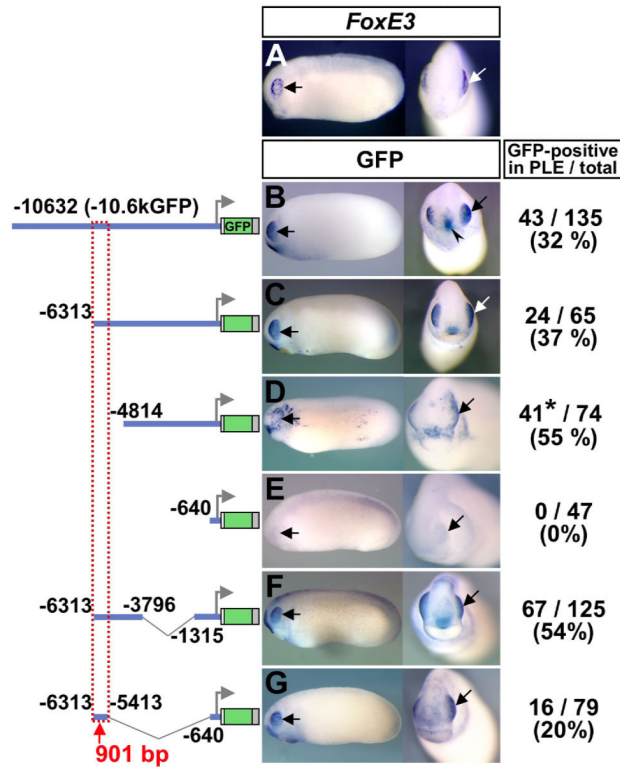 FoxE3
A
GFP
GFP-positive
in PLE / total
-10632 (-10.6kGFP)
GFP
B
43 / 135
(32 %)
-6313
C
24 / 65
(37 %)
-4814
D
41* / 74
(55 %)
-640
E
0 / 47
(0%)
-6313
-3796
-1315
F
67 / 125
(54%)
-6313
-5413
-640
G
16 / 79
(20%)
901 bp